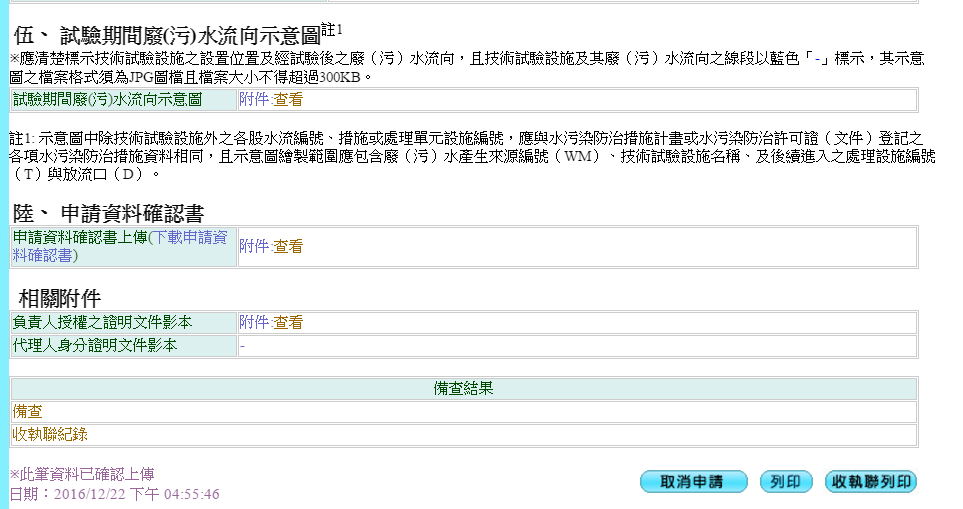 伍、 試驗期間廢(污)水流向示意圖註1
※應清楚標示技術試驗設施之設置位置及經試驗後之廢（污）水流向，且技術試驗設施及其廢（污）水流向之線段以藍色「-」標示，其示意
圖之檔案格式須為JPG圖檔且檔案大小不得超過300KB。
試驗期間廢(污)水流向示意圖 附件:查看
註1: 示意圖中除技術試驗設施外之各股水流編號、措施或處理單元設施編號，應與水污染防治措施計畫或水污染防治許可證（文件）登記之
各項水污染防治措施資料相同，且示意圖繪製範圍應包含廢（污）水產生來源編號（WM）、技術試驗設施名稱、及後續進入之處理設施編號
（T）與放流口（D）。
陸、 申請資料確認書
申請資料確認書上傳(下載申請資
料確認書) 附件:查看
相關附件
負責人授權之證明文件影本 附件:查看
代理人身分證明文件影本 -
備查結果
備查
收執聯紀錄
※此筆資料已確認上傳
日期：2016/12/22 下午 04:55:46
取消申請 列印 收執聯列印